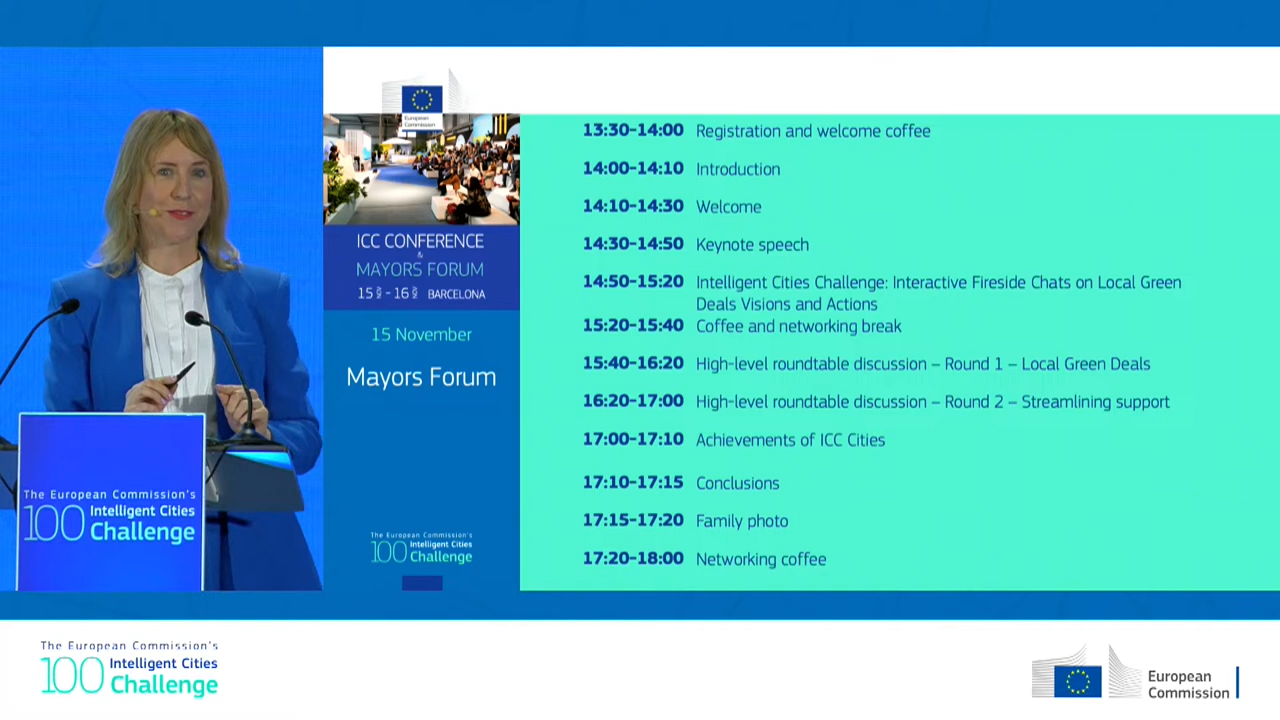 European
Commission
ICC CONFERENCE
&
MAYORS FORUM
15 NOV - 16 NOV BARCELONA
15 November
Mayors Forum
The European Commission's
100 Intelligent Cities
Challenge
13:30-14:00 Registration and welcome coffee
14:00-14:10 Introduction
14:10-14:30 Welcome
14:30-14:50 Keynote speech
14:50-15:20 Intelligent Cities Challenge: Interactive Fireside Chats on Local Green
Deals Visions and Actions
15:20-15:40 Coffee and networking break
15:40-16:20 High-level roundtable discussion – Round 1 – Local Green Deals
16:20-17:00 High-level roundtable discussion – Round 2 – Streamlining support
17:00-17:10 Achievements of ICC Cities
17:10-17:15 Conclusions
17:15-17:20 Family photo
17:20-18:00 Networking coffee
The European Commission's
100 Intelligent Cities
Challenge
The European Commission's
100 Intelligent Cities
Challenge
European
Commission